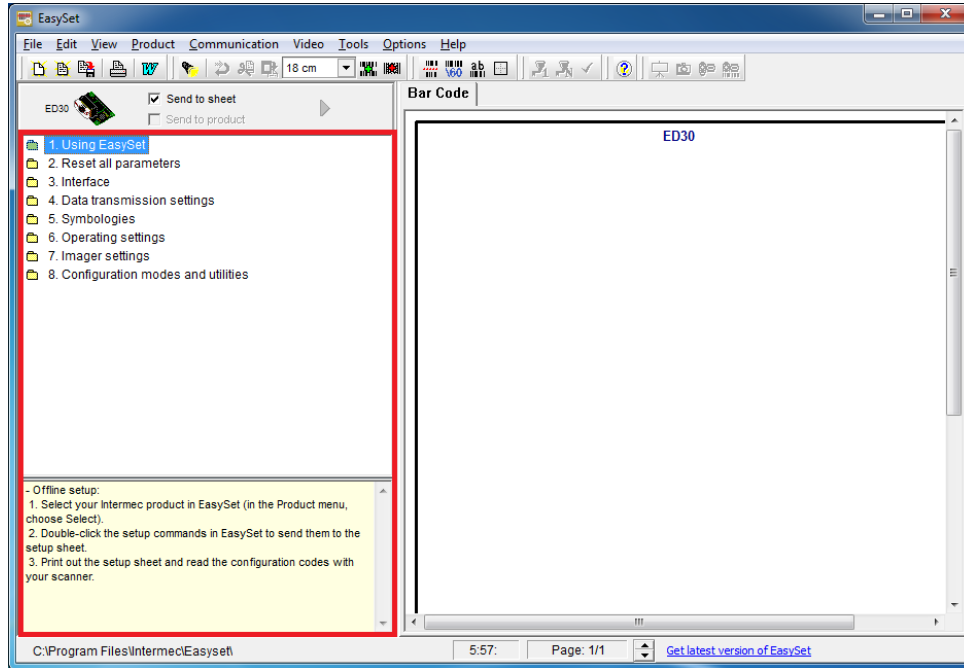 EasySet
File Edit View Product Communication Video Tools Options Help
18 cm
ED30
Send to sheet
Send to product
1. Using EasySet
2. Reset all parameters
3. Interface
4. Data transmission settings
5. Symbologies
6. Operating settings
7. Imager settings
8. Configuration modes and utilities
- Offline setup:
1. Select your Intermec product in EasySet (in the Product menu,
choose Select).
2. Double-click the setup commands in EasySet to send them to the
setup sheet.
3. Print out the setup sheet and read the configuration codes with
your scanner.
Bar Code
ED30
C:\Program Files\Intermec\Easyset\
5:57:
Page: 1/1
Get latest version of EasySet